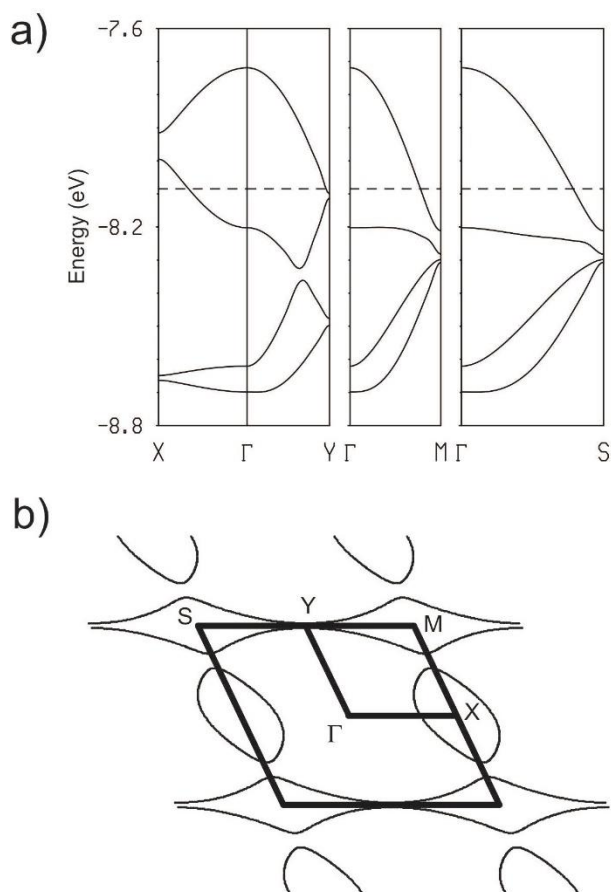 a)
-7.6
Energy (eV)
-8.2
-8.8
X Γ Y Γ M Γ S
b)
S Y M
Γ X